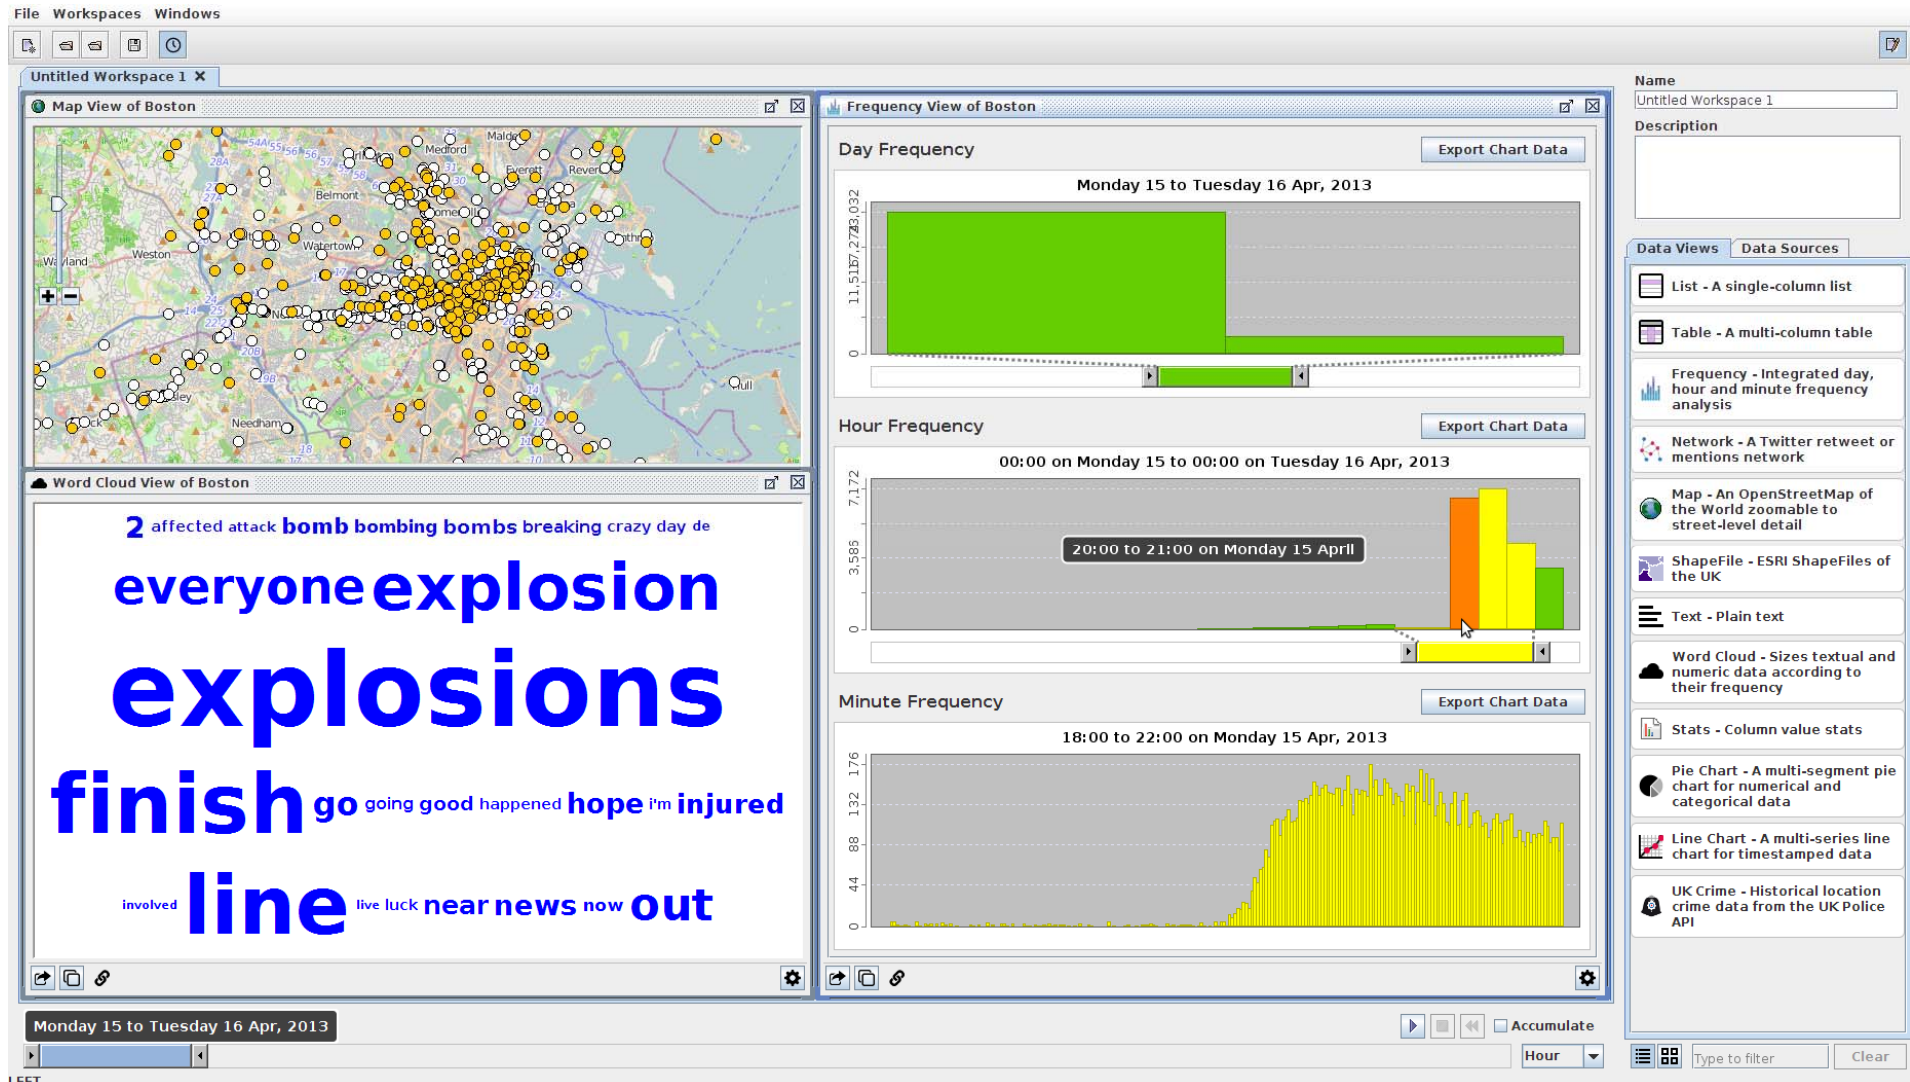 File Workspaces Windows
Untitled Workspace 1
Map View of Boston
Malde
Medford
Everett
Rever
Belmont
Watertown
Weston
Wayland
Needham
Hull
Word Cloud View of Boston
2 affected attack bomb bombing bombs breaking crazy day de
everyone explosion
explosions
finish go going good happened hope i'm injured
involved line live luck near news now out
Frequency View of Boston
Day Frequency
Export Chart Data
Monday 15 to Tuesday 16 Apr, 2013
0
Hour Frequency
Export Chart Data
00:00 on Monday 15 to 00:00 on Tuesday 16 Apr, 2013
7,172
3,586
0
20:00 to 21:00 on Monday 15 April
Minute Frequency
Export Chart Data
18:00 to 22:00 on Monday 15 Apr, 2013
176
132
88
44
0
Monday 15 to Tuesday 16 Apr, 2013
Accumulate
Hour
Name
Untitled Workspace 1
Description
Data Views
Data Sources
List - A single-column list
Table - A multi-column table
Frequency - Integrated day,
hour and minute frequency
analysis
Network - A Twitter retweet or
mentions network
Map - An OpenStreetMap of
the World zoomable to
street-level detail
ShapeFile - ESRI ShapeFiles of
the UK
Text - Plain text
Word Cloud - Sizes textual and
numeric data according to
their frequency
Stats - Column value stats
Pie Chart - A multi-segment pie
chart for numerical and
categorical data
Line Chart - A multi-series line
chart for timestamped data
UK Crime - Historical location
crime data from the UK Police
API
Type to filter
Clear